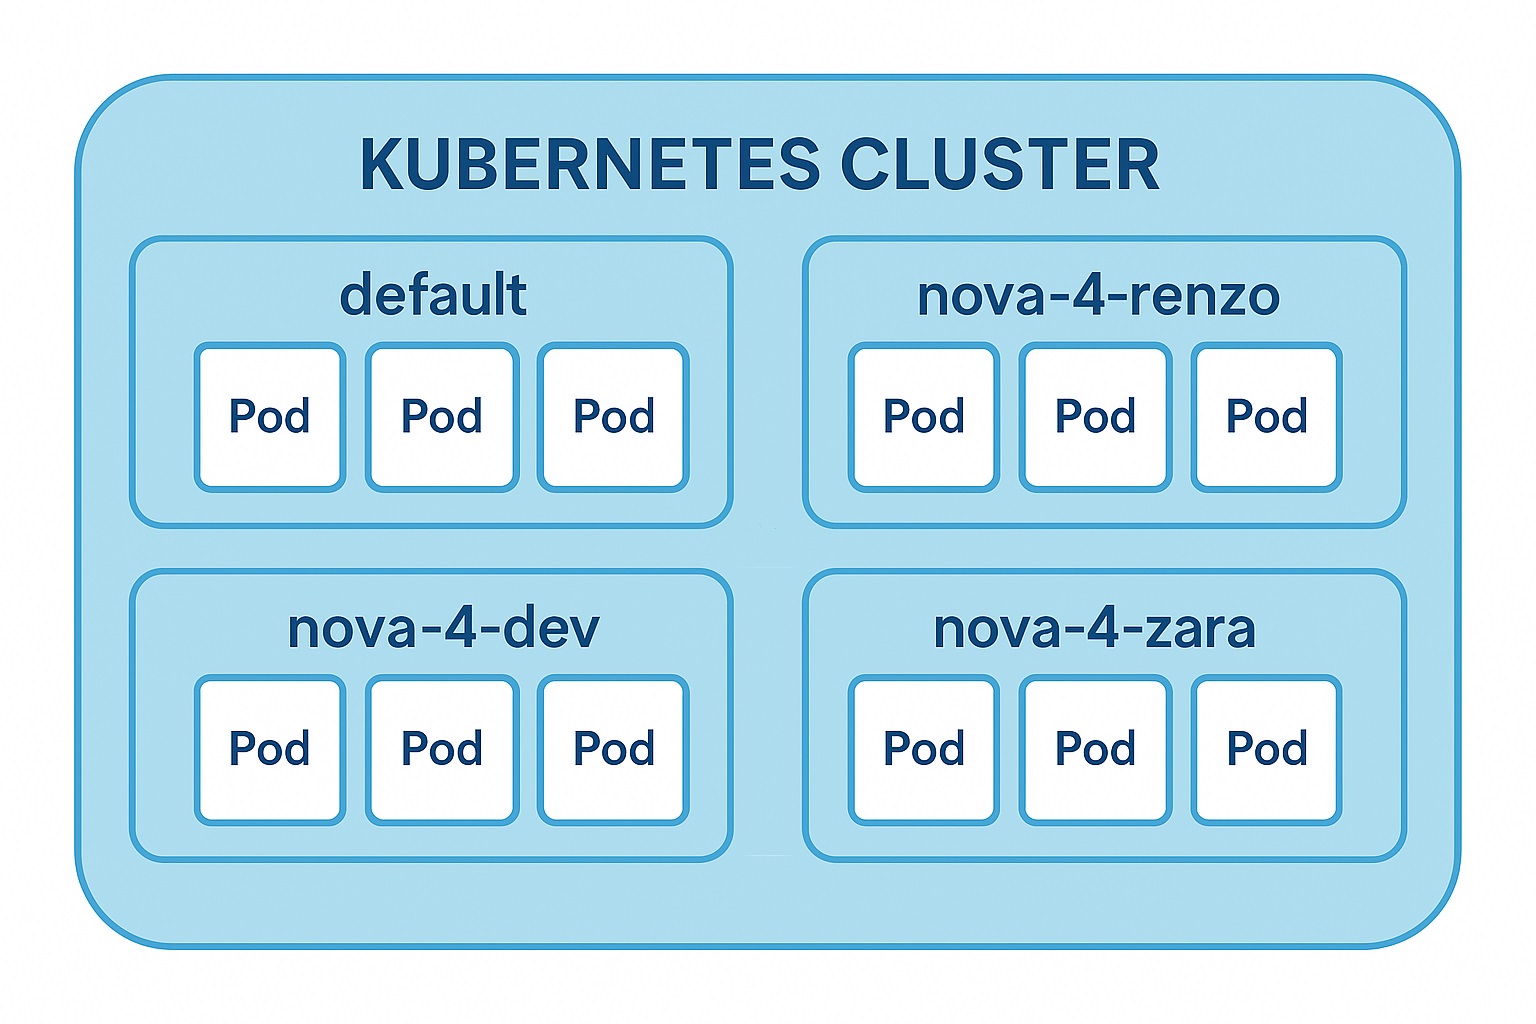 KUBERNETES CLUSTER
default
Pod Pod Pod
nova-4-renzo
Pod Pod Pod
nova-4-dev
Pod Pod Pod
nova-4-zara
Pod Pod Pod